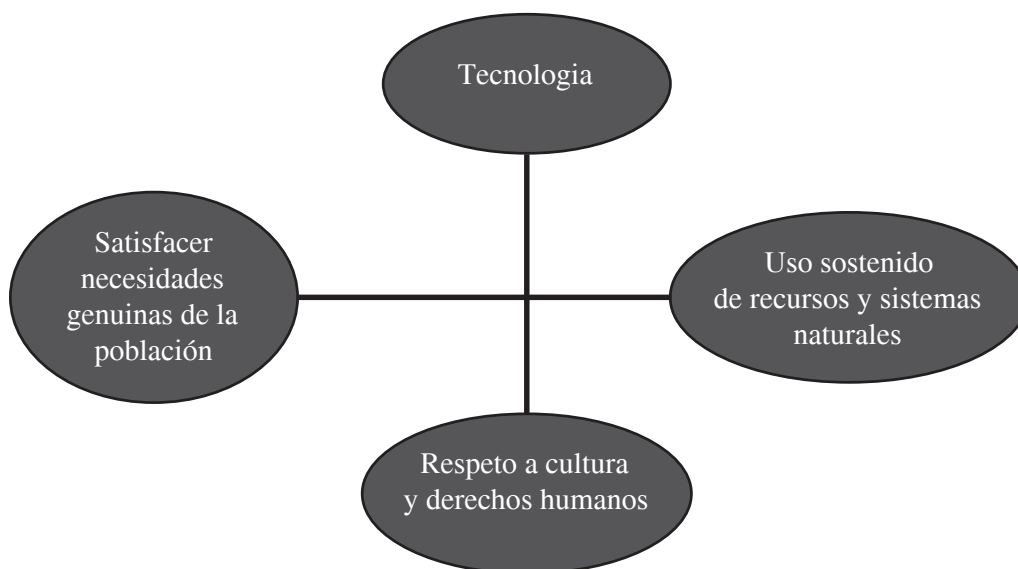 Tecnologia
Satisfacer
necesidades
genuinas de la
población
Uso sostenido
de recursos y sistemas
naturales
Respeto a cultura
y derechos humanos